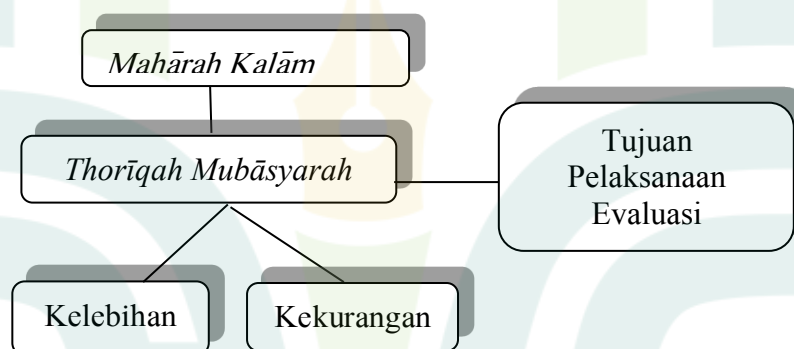 Mahārah Kalām
Thorīqah Mubāsyarah
Tujuan
Pelaksanaan
Evaluasi
Kelebihan
Kekurangan